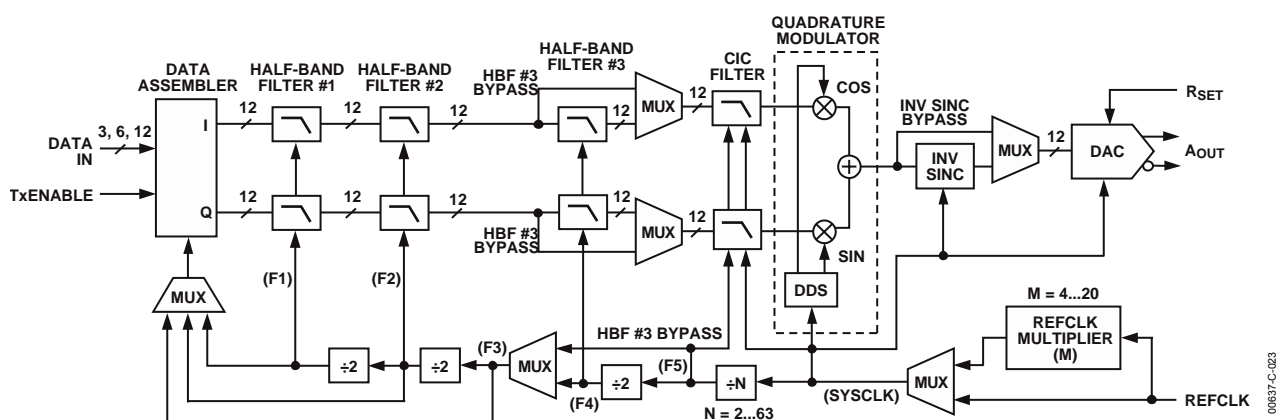 QUADRATURE
MODULATOR
DATA
ASSEMBLER
HALF-BAND
FILTER #1
HALF-BAND
FILTER #2
HBF #3
BYPASS
HALF-BAND
FILTER #3
CIC
FILTER
12
12
12
12
MUX
12
COS
INV SINC
BYPASS
RSET
I
3, 6, 12
DATA
IN
INV
SINC
MUX
12
DAC
AOUT
TxENABLE
Q
12
12
12
12
HBF #3
BYPASS
MUX
12
SIN
DDS
(F1)
(F2)
MUX
M = 4...20
REFCLK
MULTIPLIER
(M)
HBF #3 BYPASS
÷2
÷2
(F3)
MUX
(F4)
÷2
(F5)
÷N
N = 2...63
(SYSCLK)
MUX
REFCLK
00637-C-023